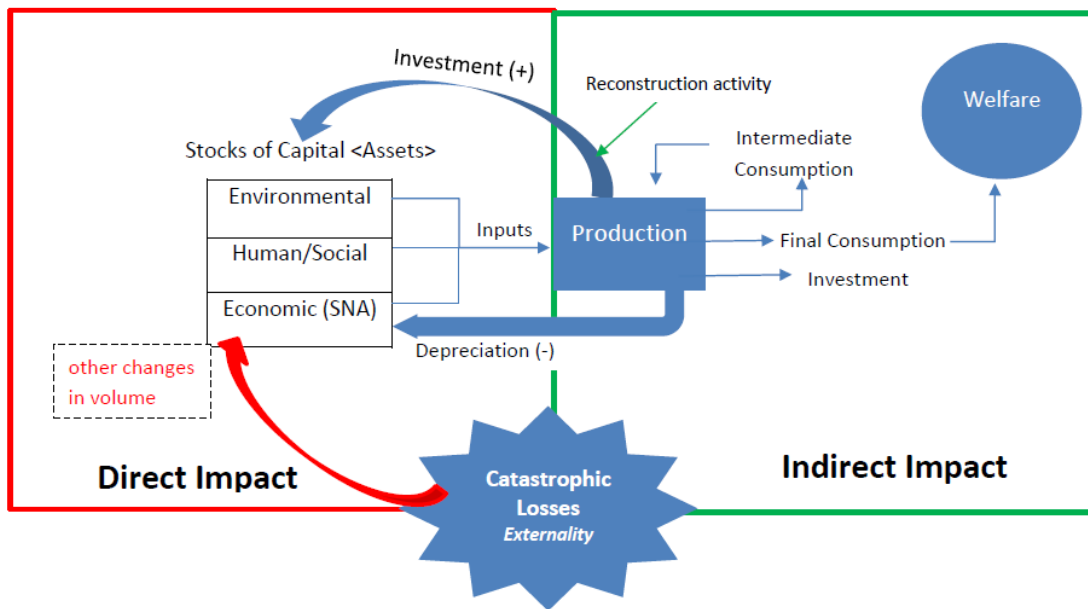 Investment (+)
Reconstruction activity
Welfare
Stocks of Capital <Assets>
Intermediate
Consumption
Environmental
Human/Social
Economic (SNA)
Inputs
Production
Final Consumption
Investment
Depreciation (-)
other changes
in volume
Direct Impact
Indirect Impact
Catastrophic
Losses
Externality